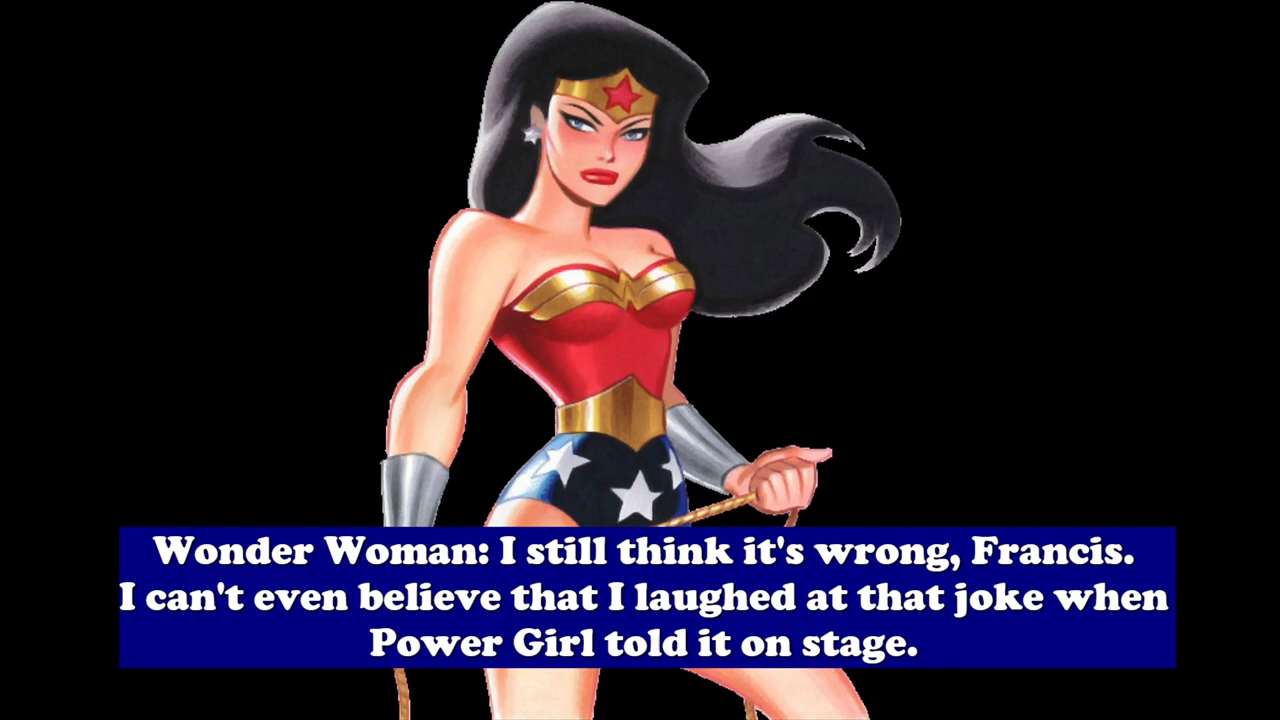 Wonder Woman: I still think it's wrong, Francis.
I can't even believe that I laughed at that joke when
Power Girl told it on stage.